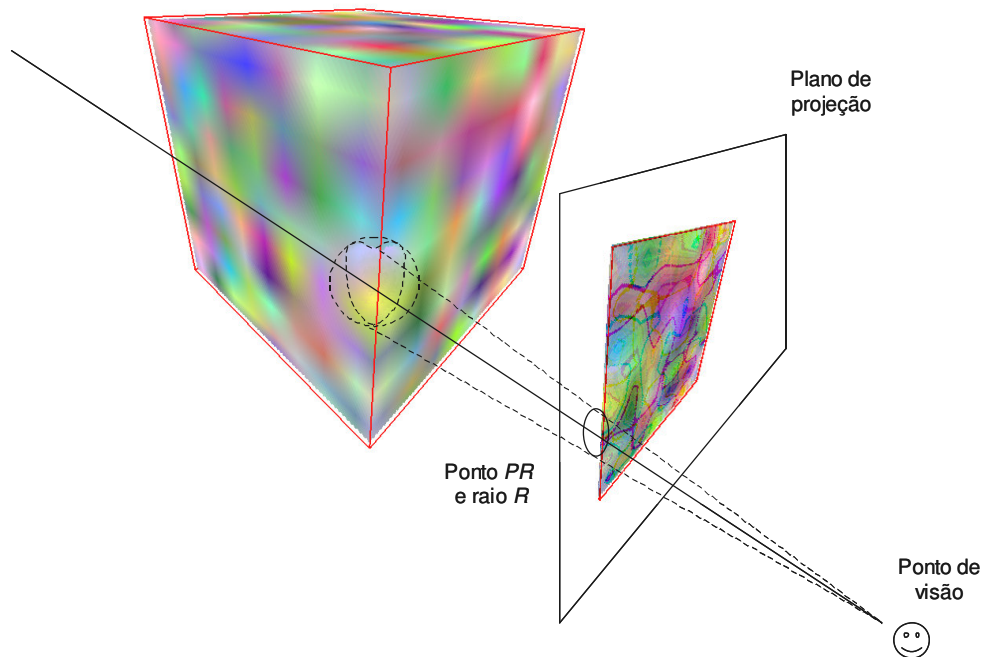 Plano de
projeção
Ponto PR
e raio R
Ponto de
visão